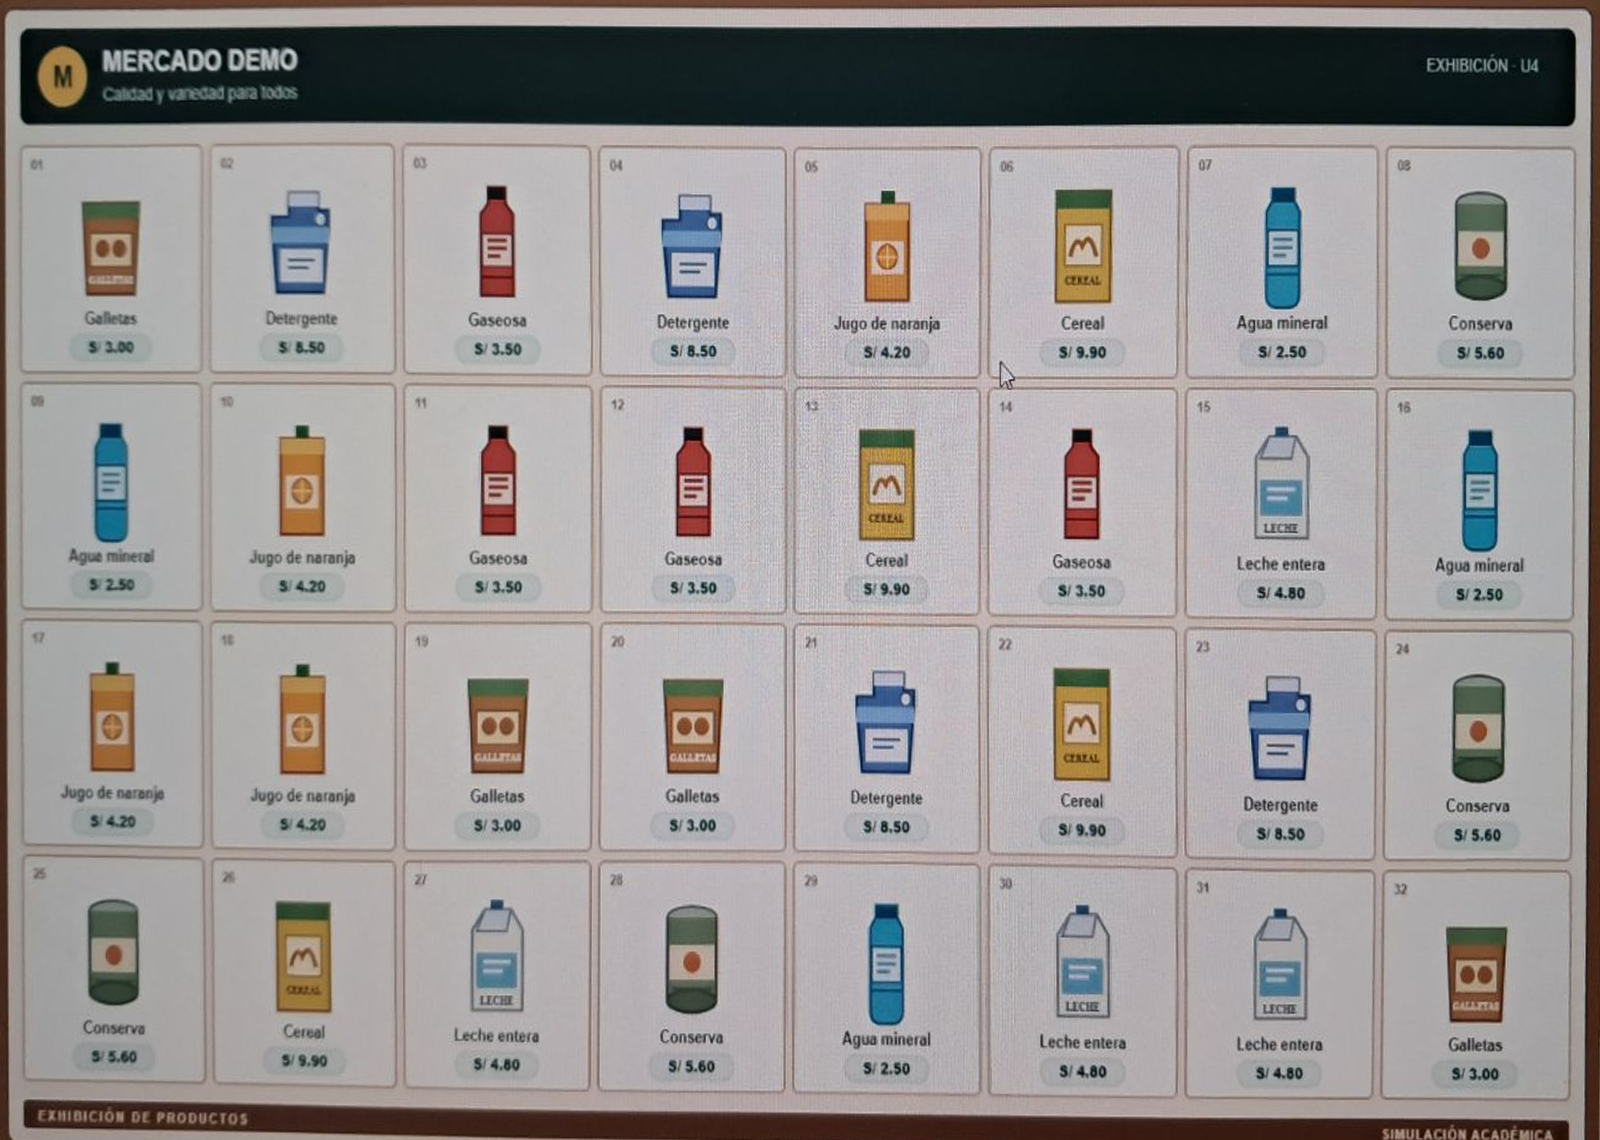 M
MERCADO DEMO
Calidad y variedad para todos
EXHIBICIÓN · U4
01
GALLETAS
Galletas
S/ 3.00
02
Detergente
S/ 8.50
03
Gaseosa
S/ 3.50
04
Detergente
S/ 8.50
05
Jugo de naranja
S/ 4.20
06
CEREAL
Cereal
S/ 9.90
07
Agua mineral
S/ 2.50
08
Conserva
S/ 5.60
09
Agua mineral
S/ 2.50
10
Jugo de naranja
S/ 4.20
11
Gaseosa
S/ 3.50
12
Gaseosa
S/ 3.50
13
CEREAL
Cereal
S/ 9.90
14
Gaseosa
S/ 3.50
15
LECHE
Leche entera
S/ 4.80
16
Agua mineral
S/ 2.50
17
Jugo de naranja
S/ 4.20
18
Jugo de naranja
S/ 4.20
19
GALLETAS
Galletas
S/ 3.00
20
GALLETAS
Galletas
S/ 3.00
21
Detergente
S/ 8.50
22
CEREAL
Cereal
S/ 9.90
23
Detergente
S/ 8.50
24
Conserva
S/ 5.60
25
Conserva
S/ 5.60
26
CEREAL
Cereal
S/ 9.90
27
LECHE
Leche entera
S/ 4.80
28
Conserva
S/ 5.60
29
Agua mineral
S/ 2.50
30
LECHE
Leche entera
S/ 4.80
31
LECHE
Leche entera
S/ 4.80
32
GALLETAS
Galletas
S/ 3.00
EXHIBICIÓN DE PRODUCTOS
SIMULACIÓN ACADÉMICA